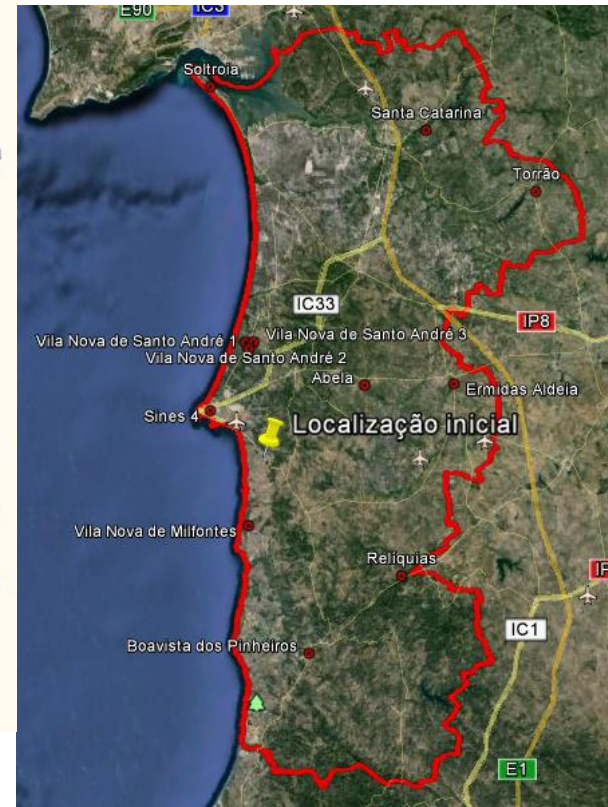 E90
IC3
Soltroia
Santa Catarina
Torrão
IC33
IP8
Vila Nova de Santo André 1
Vila Nova de Santo André 3
Vila Nova de Santo André 2
Abela
Ermidas Aldeia
Sines 4
Localização inicial
Vila Nova de Milfontes
Relíquias
IC1
Boavista dos Pinheiros
E1